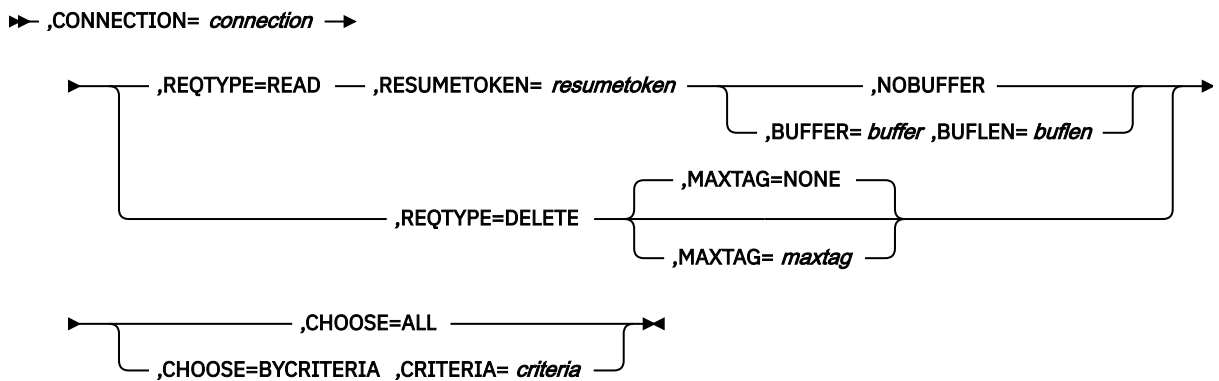 ,CONNECTION= connection
,REQTYPE=READ ,RESUMETOKEN= resumetoken ,NOBUFFER
,BUFFER= buffer ,BUFLEN= buflen
,MAXTAG=NONE
,REQTYPE=DELETE
,MAXTAG= maxtag
,CHOOSE=ALL
,CHOOSE=BYCRITERIA ,CRITERIA= criteria